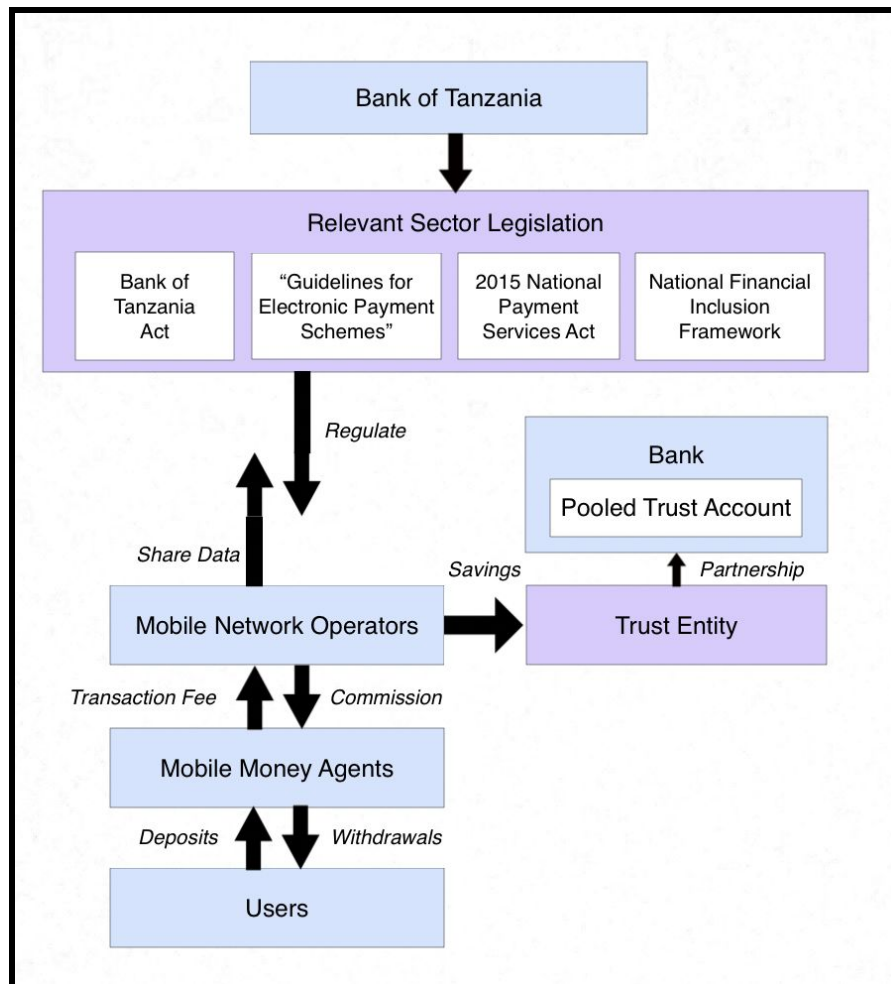 Bank of Tanzania
Relevant Sector Legislation
Bank of
Tanzania
Act
“Guidelines for
Electronic Payment
Schemes”
2015 National
Payment
Services Act
National Financial
Inclusion
Framework
Regulate
Bank
Pooled Trust Account
Share Data
Savings
Partnership
Mobile Network Operators
Trust Entity
Transaction Fee
Commission
Mobile Money Agents
Deposits
Withdrawals
Users